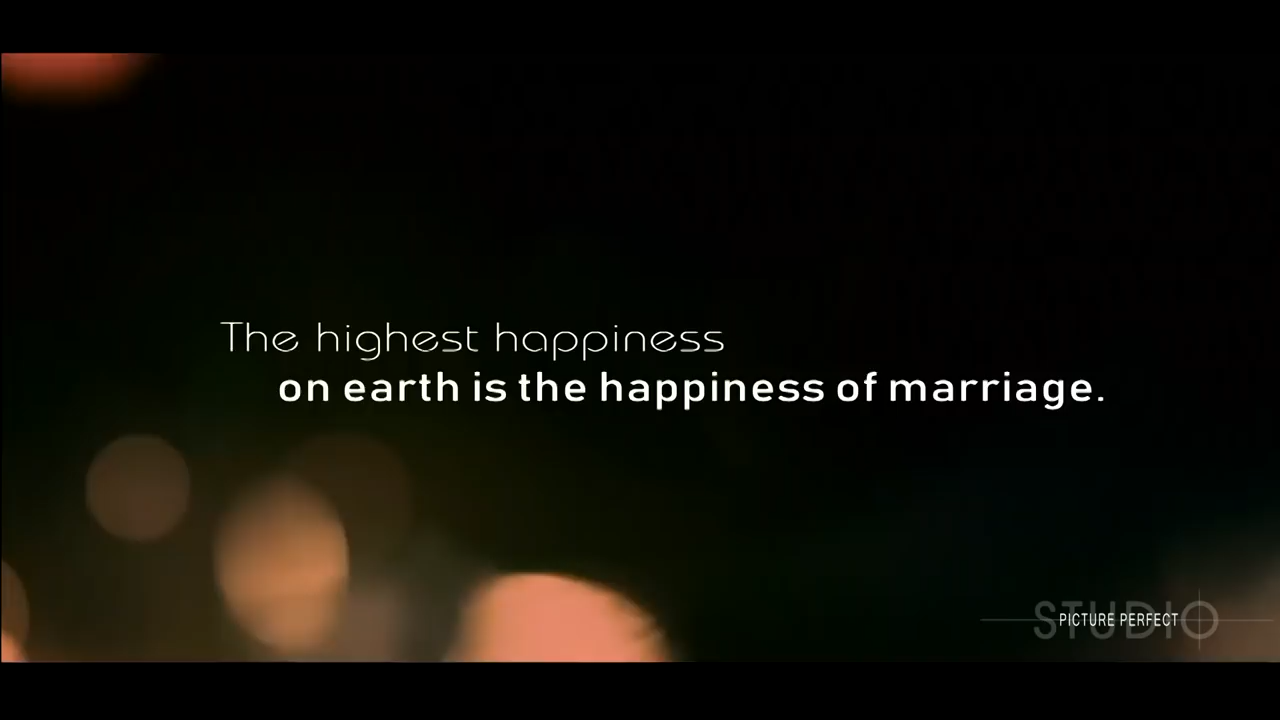 The highest happiness
on earth is the happiness of marriage.
STUDIO
PICTURE PERFECT